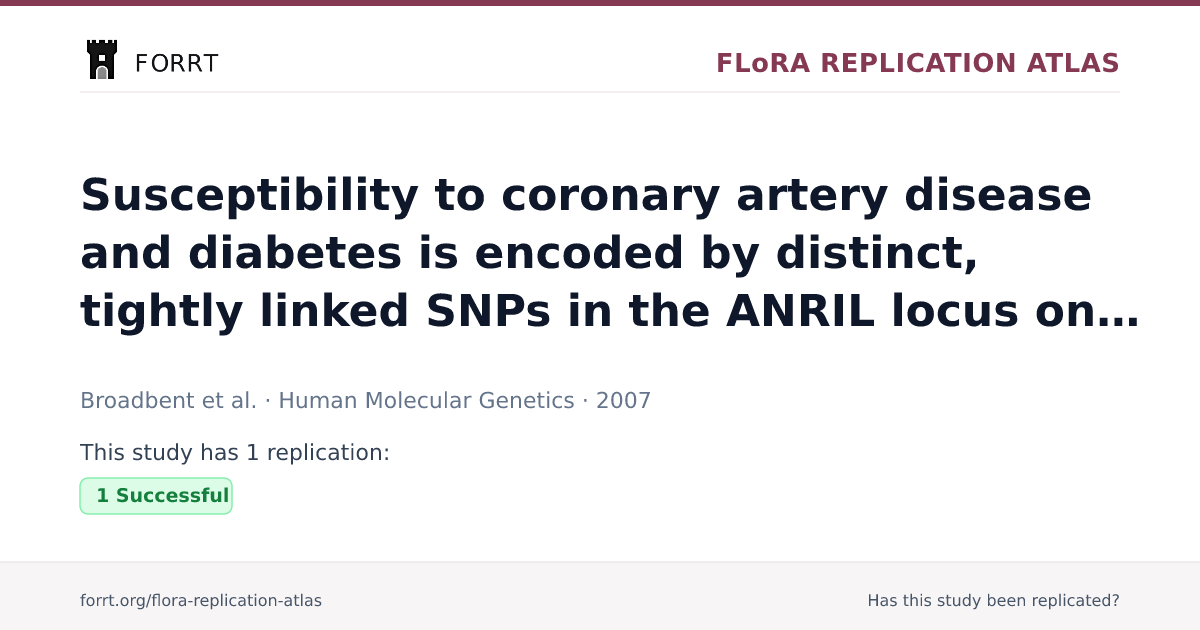 FORRT
FLoRA REPLICATION ATLAS
Susceptibility to coronary artery disease
and diabetes is encoded by distinct,
tightly linked SNPs in the ANRIL locus on…
Broadbent et al. · Human Molecular Genetics · 2007
This study has 1 replication:
1 Successful
forrt.org/flora-replication-atlas
Has this study been replicated?